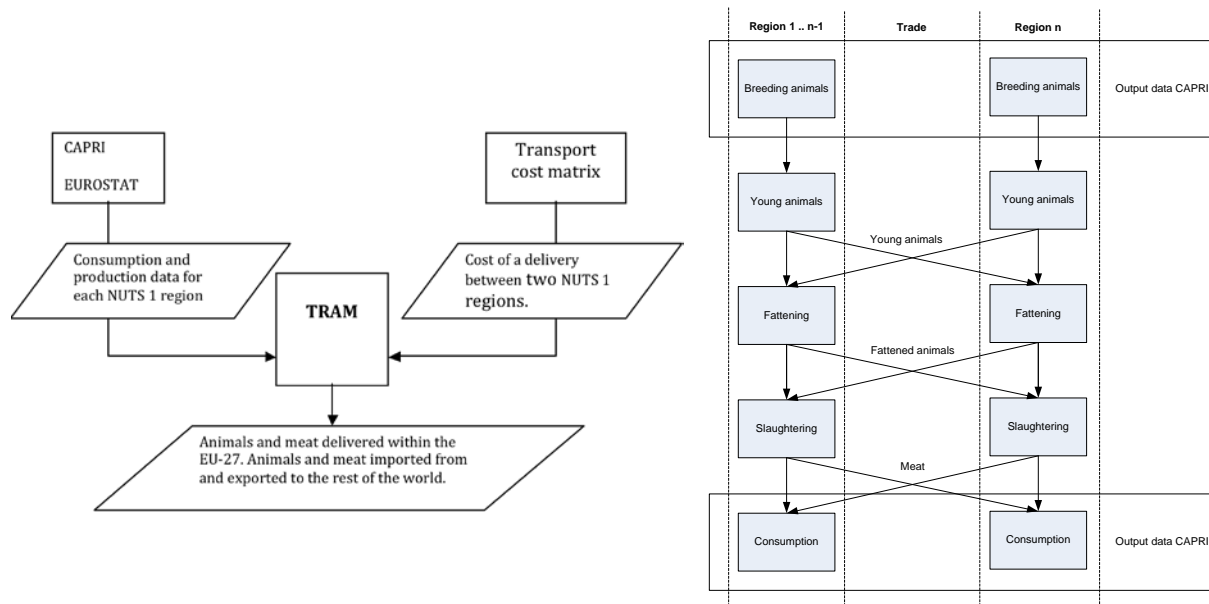 CAPRI
EUROSTAT
Transport
cost matrix
Consumption and
production data for
each NUTS 1 region
Cost of a delivery
between two NUTS 1
regions.
TRAM
Animals and meat delivered within the
EU-27. Animals and meat imported from
and exported to the rest of the world.
Region 1 .. n-1
Trade
Region n
Breeding animals
Breeding animals
Output data CAPRI
Young animals
Young animals
Young animals
Fattening
Fattening
Fattened animals
Slaughtering
Slaughtering
Meat
Consumption
Consumption
Output data CAPRI